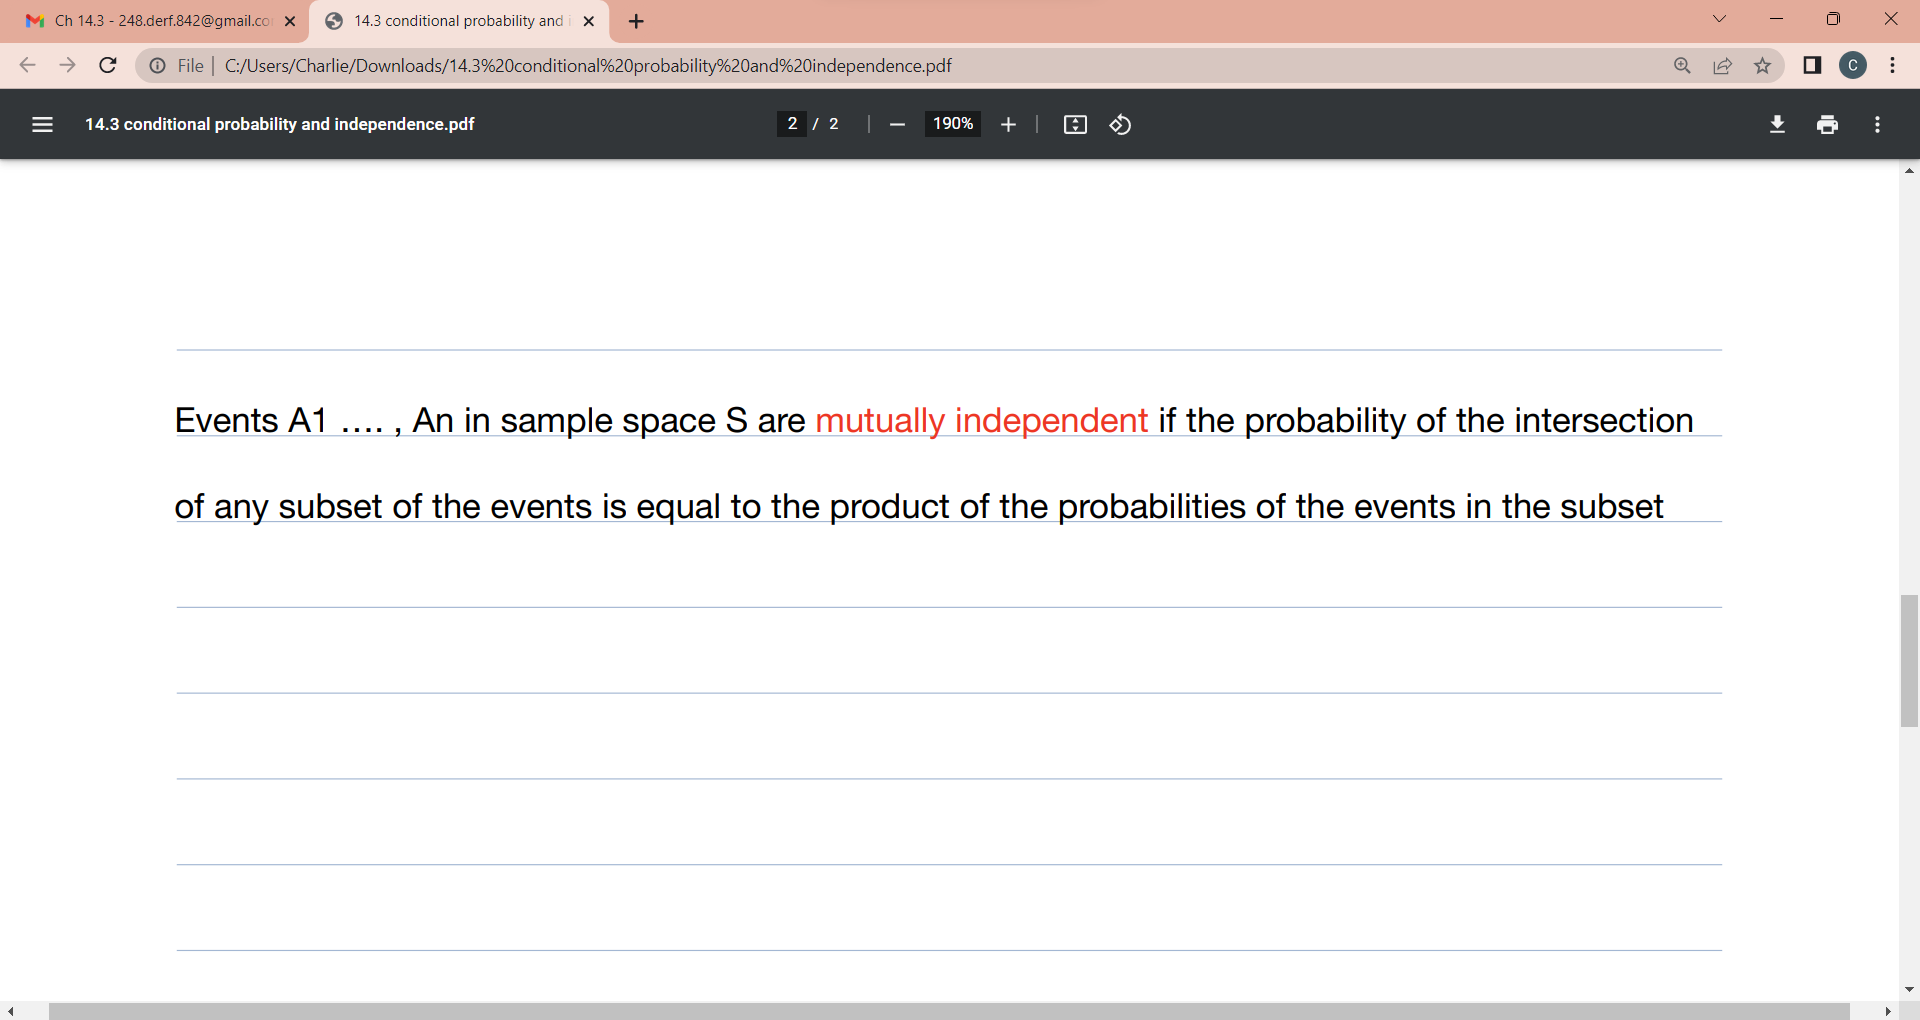 Ch 14.3 - 248.derf.842@gmail.co
14.3 conditional probability and
File | C:/Users/Charlie/Downloads/14.3%20conditional%20probability%20and%20independence.pdf
C
14.3 conditional probability and independence.pdf
2 / 2
190%
Events A1 .... , An in sample space S are mutually independent if the probability of the intersection
of any subset of the events is equal to the product of the probabilities of the events in the subset